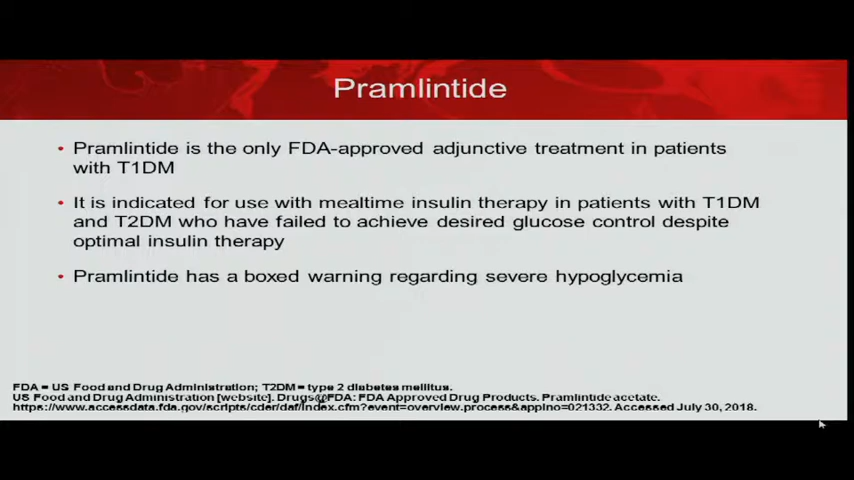 Pramlintide
• Pramlintide is the only FDA-approved adjunctive treatment in patients
with T1DM
• It is indicated for use with mealtime insulin therapy in patients with T1DM
and T2DM who have failed to achieve desired glucose control despite
optimal insulin therapy
• Pramlintide has a boxed warning regarding severe hypoglycemia
FDA = US Food and Drug Administration; T2DM = type 2 diabetes mellitus.
US Food and Drug Administration [website]. Drugs@FDA: FDA Approved Drug Products. Pramlintide acetate.
https://www.accessdata.fda.gov/scripts/cder/daf/index.cfm?event=overview.process&applno=021332. Accessed July 30, 2018.